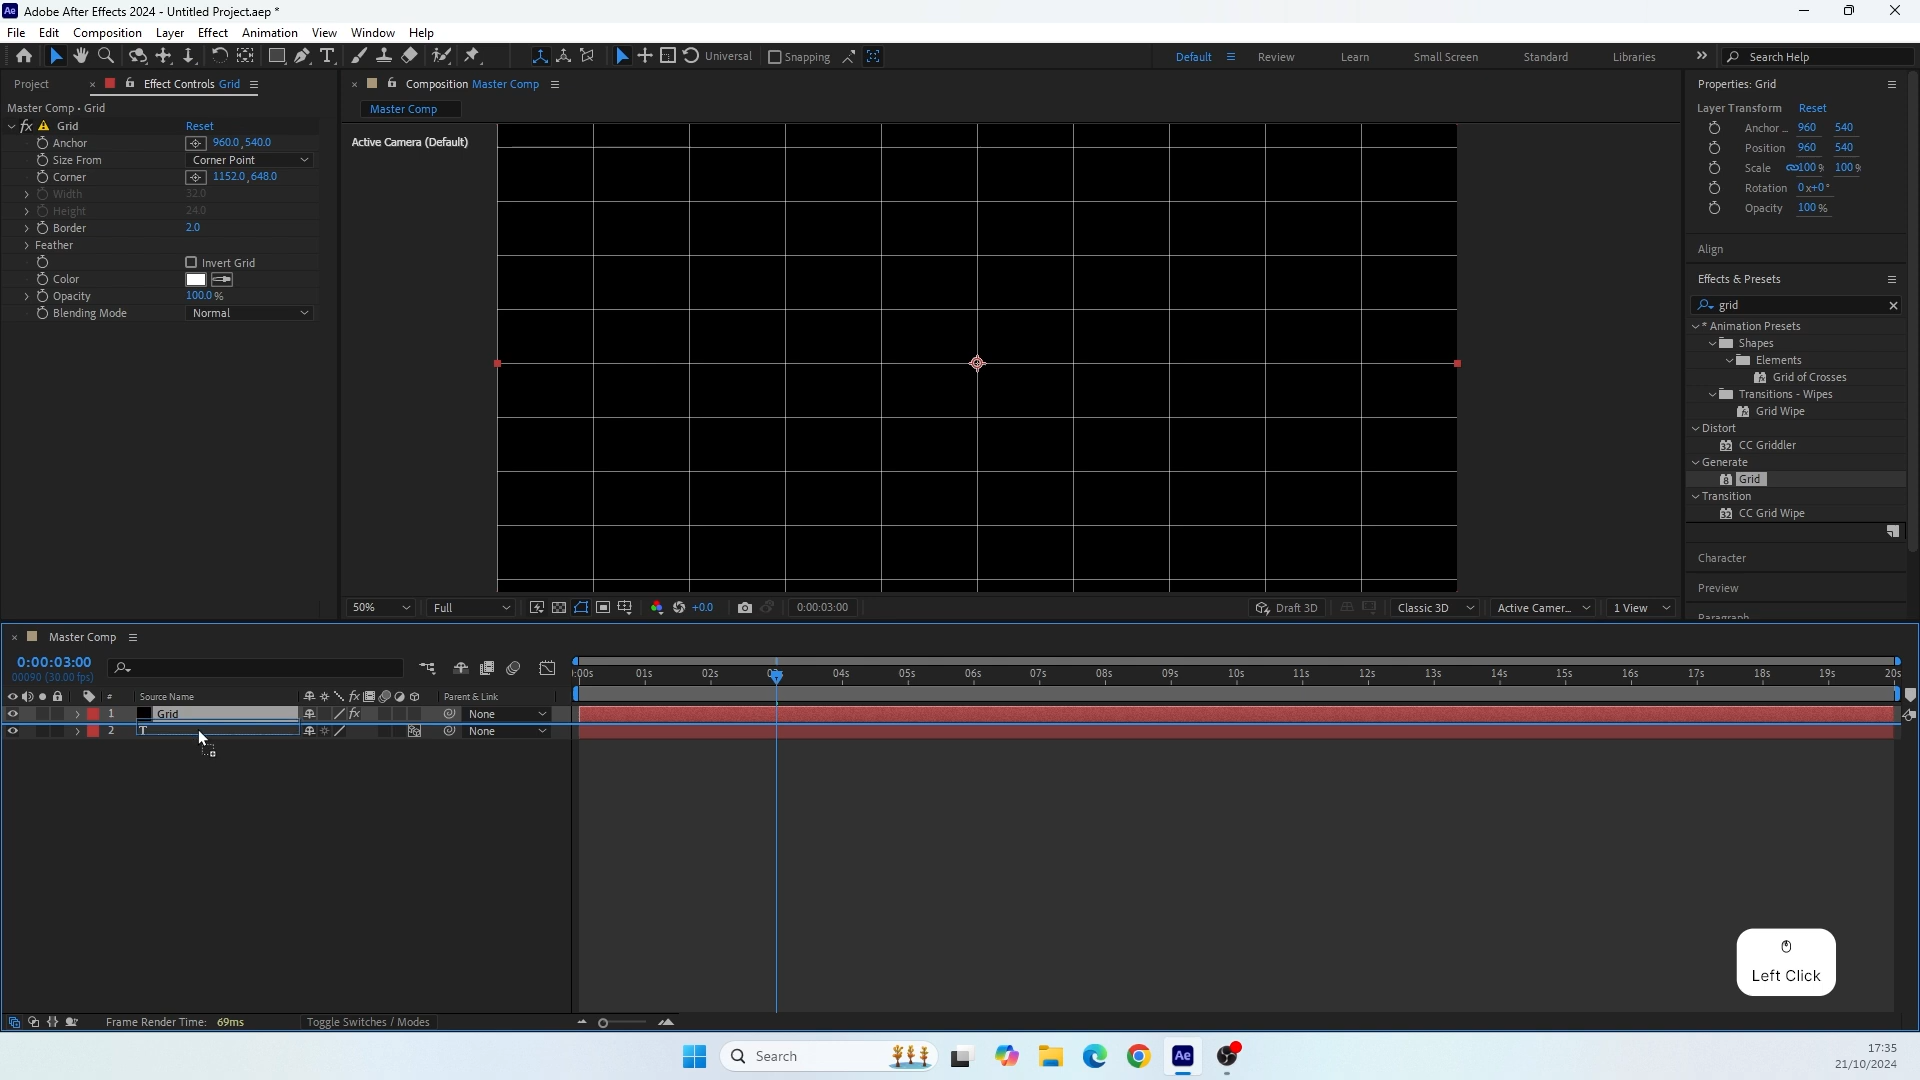 Adobe After Effects 2024 - Untitled Project.aep *
File Edit Composition Layer Effect Animation View Window Help
Universal Snapping Default Review Learn Small Screen Standard Libraries Search Help
Project Effect Controls Grid
Master Comp • Grid
Grid Reset
Anchor 960.0,540.0
Size From Corner Point
Corner 1152.0,648.0
Width 32.0
Height 24.0
Border 2.0
Feather
Invert Grid
Color
Opacity 100.0 %
Blending Mode Normal
Composition Master Comp
Master Comp
Active Camera (Default)
50% Full +0.0 0:00:03:00 Draft 3D Classic 3D Active Camer... 1 View
Properties: Grid
Layer Transform Reset
Anchor ... 960 540
Position 960 540
Scale 100 % 100 %
Rotation 0x+0°
Opacity 100 %
Align
Effects & Presets
grid
* Animation Presets
Shapes
Elements
Grid of Crosses
Transitions - Wipes
Grid Wipe
Distort
CC Griddler
Generate
Grid
Transition
CC Grid Wipe
Character
Preview
Paragraph
Master Comp
0:00:03:00
00090 (30.00 fps)
:00s 01s 02s 04s 05s 06s 07s 08s 09s 10s 11s 12s 13s 14s 15s 16s 17s 18s 19s 20s
# Source Name Parent & Link
1 Grid None
2 T None
Left Click
Frame Render Time: 69ms Toggle Switches / Modes
Search
Ae
17:35
21/10/2024